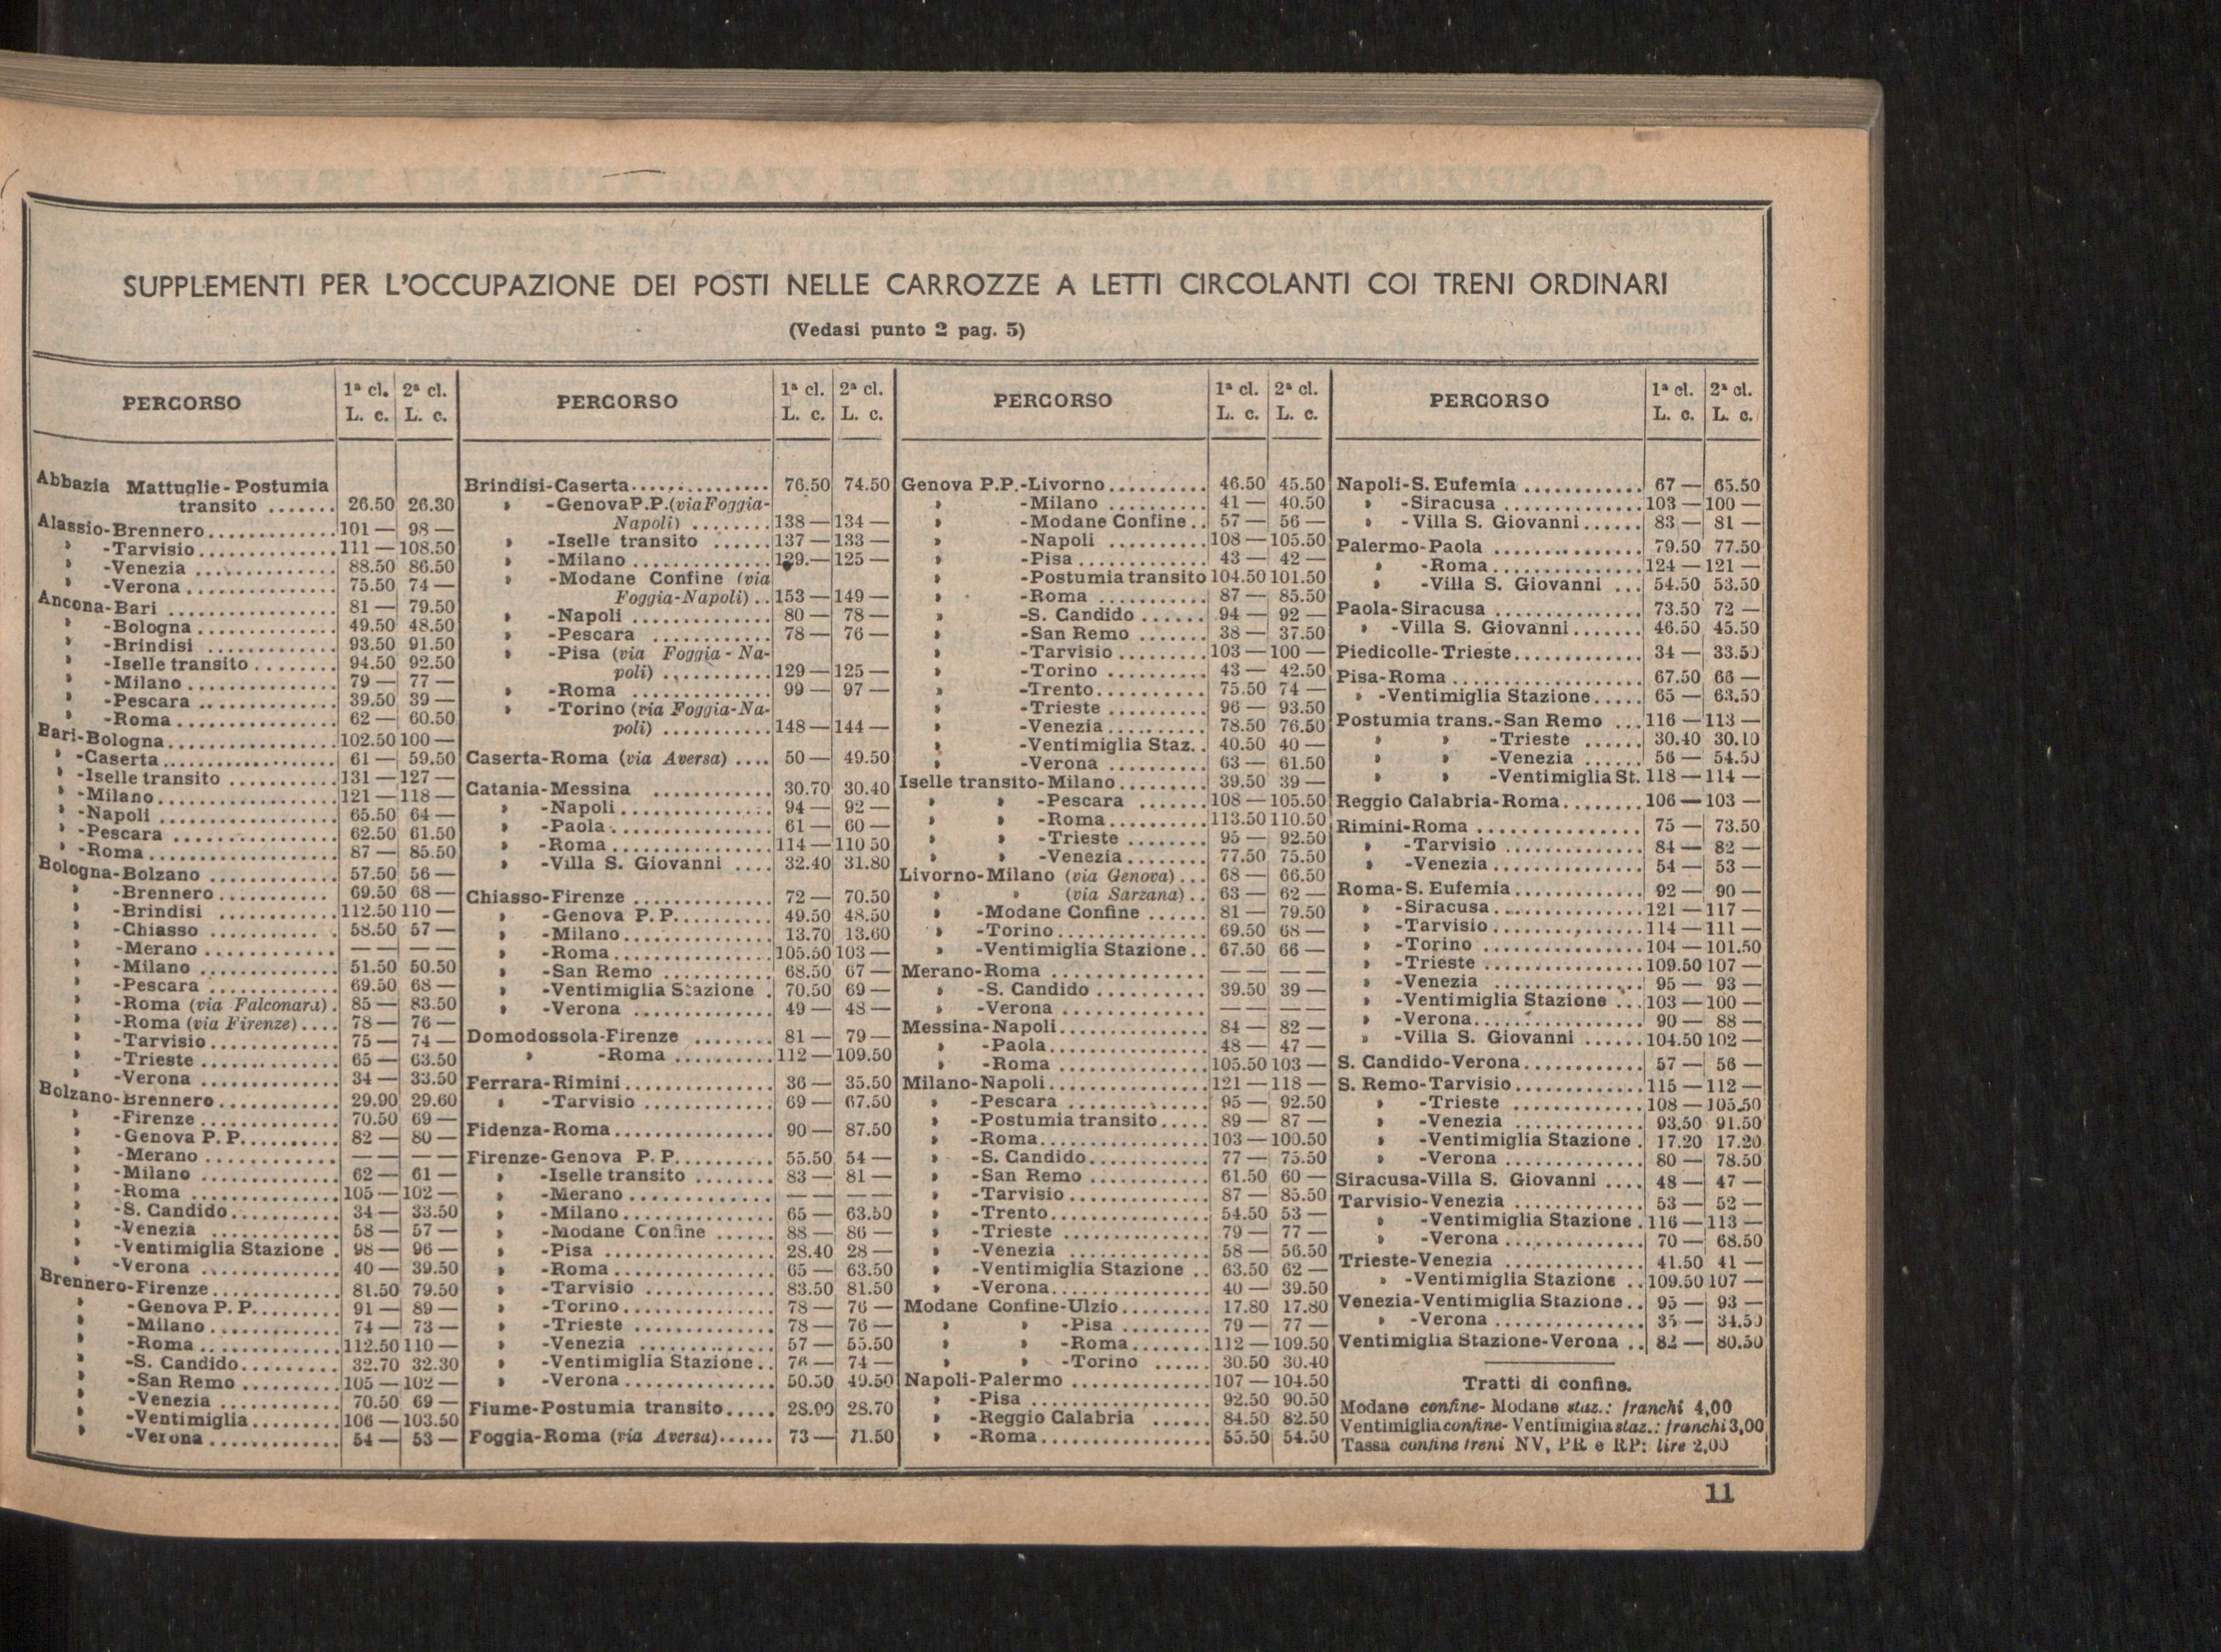 SUPPLEMENTI PER L'OCCUPAZIONE DEI POSTI NELLE CARROZZE A LETTI CIRCOLANTI COI TRENI ORDINARI
(Vedasi punto 2 pag. 5)
PERCORSO 1ª cl. L. c. 2ª cl. L. c.
Abbazia Mattuglie-Postumia
transito ....... 26.50 26.30
Alassio-Brennero ............. 101 — 98 —
» -Tarvisio ............. 111 — 108.50
» -Venezia ............. 88.50 86.50
» -Verona ............. 75.50 74 —
Ancona-Bari ............. 81 — 79.50
» -Bologna ............. 49.50 48.50
» -Brindisi ............. 93.50 91.50
» -Iselle transito ........ 94.50 92.50
» -Milano ............. 79 — 77 —
» -Pescara ............. 39.50 39 —
» -Roma ............. 62 — 60.50
Bari-Bologna ............. 102.50 100 —
» -Caserta ............. 61 — 59.50
» -Iselle transito .......... 131 — 127 —
» -Milano ............. 121 — 118 —
» -Napoli ............. 65.50 64 —
» -Pescara ............. 62.50 61.50
» -Roma ............. 87 — 85.50
Bologna-Bolzano ............ 57.50 56 —
» -Brennero ........... 69.50 68 —
» -Brindisi ............ 112.50 110 —
» -Chiasso ............ 58.50 57 —
» -Merano ............ — — — —
» -Milano ............ 51.50 50.50
» -Pescara ............ 69.50 68 —
» -Roma (via Falconara) . 85 — 83.50
» -Roma (via Firenze) .... 78 — 76 —
» -Tarvisio ............ 75 — 74 —
» -Trieste ............ 65 — 63.50
» -Verona ............ 34 — 33.50
Bolzano-Brennero ............ 29.90 29.60
» -Firenze ............ 70.50 69 —
» -Genova P. P. ......... 82 — 80 —
» -Merano ............ — — — —
» -Milano ............ 62 — 61 —
» -Roma ............ 105 — 102 —
» -S. Candido ........... 34 — 33.50
» -Venezia ............ 58 — 57 —
» -Ventimiglia Stazione . 98 — 96 —
» -Verona ............ 40 — 39.50
Brennero-Firenze ............ 81.50 79.50
» -Genova P. P. ........ 91 — 89 —
» -Milano ............ 74 — 73 —
» -Roma ............ 112.50 110 —
» -S. Candido ......... 32.70 32.30
» -San Remo .......... 105 — 102 —
» -Venezia ............ 70.50 69 —
» -Ventimiglia ......... 106 — 103.50
» -Verona ............ 54 — 53 —
PERCORSO 1ª cl. L. c. 2ª cl. L. c.
Brindisi-Caserta ............... 76.50 74.50
» -Genova P.P. (via Foggia-
Napoli) ........ 138 — 134 —
» -Iselle transito ...... 137 — 133 —
» -Milano ............. 129.— 125 —
» -Modane Confine (via
Foggia-Napoli) .. 153 — 149 —
» -Napoli ............. 80 — 78 —
» -Pescara ............ 78 — 76 —
» -Pisa (via Foggia-Na-
poli) ........... 129 — 125 —
» -Roma ............. 99 — 97 —
» -Torino (via Foggia-Na-
poli) ........... 148 — 144 —
Caserta-Roma (via Aversa) .... 50 — 49.50
Catania-Messina ............ 30.70 30.40
» -Napoli ............. 94 — 92 —
» -Paola ............. 61 — 60 —
» -Roma ............. 114 — 110 50
» -Villa S. Giovanni .... 32.40 31.80
Chiasso-Firenze ............. 72 — 70.50
» -Genova P. P. ......... 49.50 48.50
» -Milano ............. 13.70 13.60
» -Roma ............. 105.50 103 —
» -San Remo ........... 68.50 67 —
» -Ventimiglia Stazione . 70.50 69 —
» -Verona ............. 49 — 48 —
Domodossola-Firenze ........ 81 — 79 —
» -Roma .......... 112 — 109.50
Ferrara-Rimini ............. 36 — 35.50
» -Tarvisio ............ 69 — 67.50
Fidenza-Roma ............... 90 — 87.50
Firenze-Genova P. P. ......... 55.50 54 —
» -Iselle transito ....... 83 — 81 —
» -Merano ............. — — — —
» -Milano ............. 65 — 63.50
» -Modane Confine ...... 88 — 86 —
» -Pisa ............. 28.40 28 —
» -Roma ............. 65 — 63.50
» -Tarvisio ............ 83.50 81.50
» -Torino ............. 78 — 76 —
» -Trieste ............. 78 — 76 —
» -Venezia ............. 57 — 55.50
» -Ventimiglia Stazione .. 76 — 74 —
» -Verona ............. 50.50 49.50
Fiume-Postumia transito ..... 28.90 28.70
Foggia-Roma (via Aversa) ...... 73 — 71.50
PERCORSO 1ª cl. L. c. 2ª cl. L. c.
Genova P.P.-Livorno .......... 46.50 45.50
» -Milano .......... 41 — 40.50
» -Modane Confine .. 57 — 56 —
» -Napoli .......... 108 — 105.50
» -Pisa ............ 43 — 42 —
» -Postumia transito 104.50 101.50
» -Roma ........... 87 — 85.50
» -S. Candido ...... 94 — 92 —
» -San Remo ....... 38 — 37.50
» -Tarvisio ......... 103 — 100 —
» -Torino .......... 43 — 42.50
» -Trento .......... 75.50 74 —
» -Trieste .......... 96 — 93.50
» -Venezia .......... 78.50 76.50
» -Ventimiglia Staz. . 40.50 40 —
» -Verona .......... 63 — 61.50
Iselle transito-Milano ......... 39.50 39 —
» » -Pescara ....... 108 — 105.50
» » -Roma .......... 113.50 110.50
» » -Trieste ........ 95 — 92.50
» » -Venezia ........ 77.50 75.50
Livorno-Milano (via Genova) ... 68 — 66.50
» » (via Sarzana) .. 63 — 62 —
» -Modane Confine ...... 81 — 79.50
» -Torino ............. 69.50 68 —
» -Ventimiglia Stazione .. 67.50 66 —
Merano-Roma ............. — — — —
» -S. Candido .......... 39.50 39 —
» -Verona ............. — — — —
Messina-Napoli ............. 84 — 82 —
» -Paola ............. 48 — 47 —
» -Roma ............. 105.50 103 —
Milano-Napoli ............. 121 — 118 —
» -Pescara ............. 95 — 92.50
» -Postumia transito ..... 89 — 87 —
» -Roma ............. 103 — 100.50
» -S. Candido ............ 77 — 75.50
» -San Remo ............ 61.50 60 —
» -Tarvisio ............. 87 — 85.50
» -Trento ............. 54.50 53 —
» -Trieste ............. 79 — 77 —
» -Venezia ............. 58 — 56.50
» -Ventimiglia Stazione .. 63.50 62 —
» -Verona ............. 40 — 39.50
Modane Confine-Ulzio ......... 17.80 17.80
» » -Pisa ......... 79 — 77 —
» » -Roma ........ 112 — 109.50
» » -Torino ...... 30.50 30.40
Napoli-Palermo ............. 107 — 104.50
» -Pisa ............. 92.50 90.50
» -Reggio Calabria ...... 84.50 82.50
» -Roma ............. 55.50 54.50
PERCORSO 1ª cl. L. c. 2ª cl. L. c.
Napoli-S. Eufemia ............ 67 — 65.50
» -Siracusa ............ 103 — 100 —
» -Villa S. Giovanni ...... 83 — 81 —
Palermo-Paola ............. 79.50 77.50
» -Roma ............. 124 — 121 —
» -Villa S. Giovanni ... 54.50 53.50
Paola-Siracusa ............. 73.50 72 —
» -Villa S. Giovanni ....... 46.50 45.50
Piedicolle-Trieste ............. 34 — 33.50
Pisa-Roma ............. 67.50 66 —
» -Ventimiglia Stazione ..... 65 — 63.50
Postumia trans.-San Remo ... 116 — 113 —
» » -Trieste ...... 30.40 30.10
» » -Venezia ...... 56 — 54.50
» » -Ventimiglia St. 118 — 114 —
Reggio Calabria-Roma ........ 106 — 103 —
Rimini-Roma ............. 75 — 73.50
» -Tarvisio ............. 84 — 82 —
» -Venezia ............. 54 — 53 —
Roma-S. Eufemia ............. 92 — 90 —
» -Siracusa ............. 121 — 117 —
» -Tarvisio ............. 114 — 111 —
» -Torino ............. 104 — 101.50
» -Trieste ............. 109.50 107 —
» -Venezia ............. 95 — 93 —
» -Ventimiglia Stazione ... 103 — 100 —
» -Verona ............. 90 — 88 —
» -Villa S. Giovanni ...... 104.50 102 —
S. Candido-Verona ............ 57 — 56 —
S. Remo-Tarvisio ............. 115 — 112 —
» -Trieste ............. 108 — 105.50
» -Venezia ............. 93.50 91.50
» -Ventimiglia Stazione . 17.20 17.20
» -Verona ............. 80 — 78.50
Siracusa-Villa S. Giovanni .... 48 — 47 —
Tarvisio-Venezia ............. 53 — 52 —
» -Ventimiglia Stazione . 116 — 113 —
» -Verona ............. 70 — 68.50
Trieste-Venezia ............. 41.50 41 —
» -Ventimiglia Stazione .. 109.50 107 —
Venezia-Ventimiglia Stazione .. 95 — 93 —
» -Verona ............. 35 — 34.50
Ventimiglia Stazione-Verona .. 82 — 80.50
Tratti di confine.
Modane confine-Modane staz.: franchi 4,00
Ventimiglia confine-Ventimiglia staz.: franchi 3,00
Tassa confine treni NV, PR e RP: lire 2,00
11